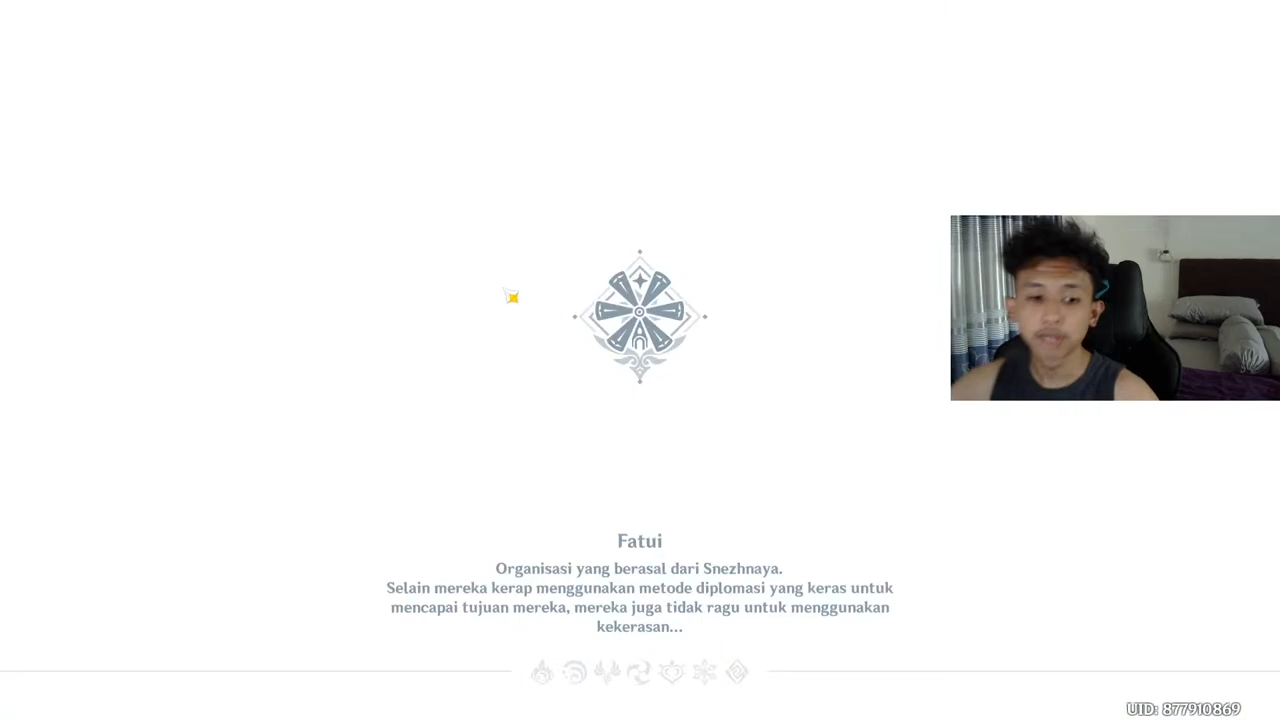 Fatui
Organisasi yang berasal dari Snezhnaya.
Selain mereka kerap menggunakan metode diplomasi yang keras untuk
mencapai tujuan mereka, mereka juga tidak ragu untuk menggunakan
kekerasan...
UID: 877910869